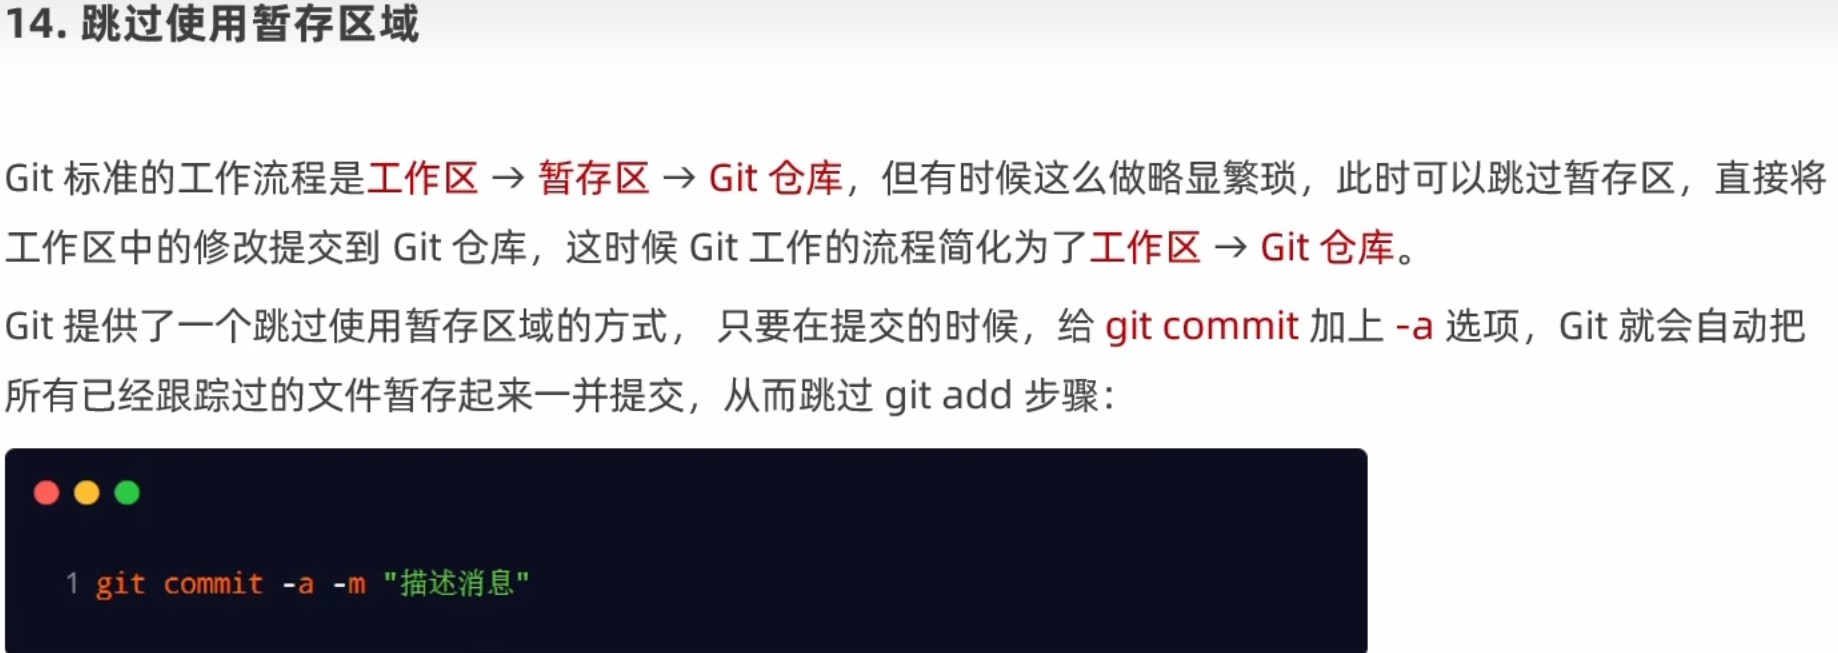 14. 跳过使用暂存区域
Git 标准的工作流程是工作区 → 暂存区 → Git 仓库，但有时候这么做略显繁琐，此时可以跳过暂存区，直接将
工作区中的修改提交到 Git 仓库，这时候 Git 工作的流程简化为了工作区 → Git 仓库。
Git 提供了一个跳过使用暂存区域的方式， 只要在提交的时候，给 git commit 加上 -a 选项，Git 就会自动把
所有已经跟踪过的文件暂存起来一并提交，从而跳过 git add 步骤：
1 git commit -a -m "描述消息"